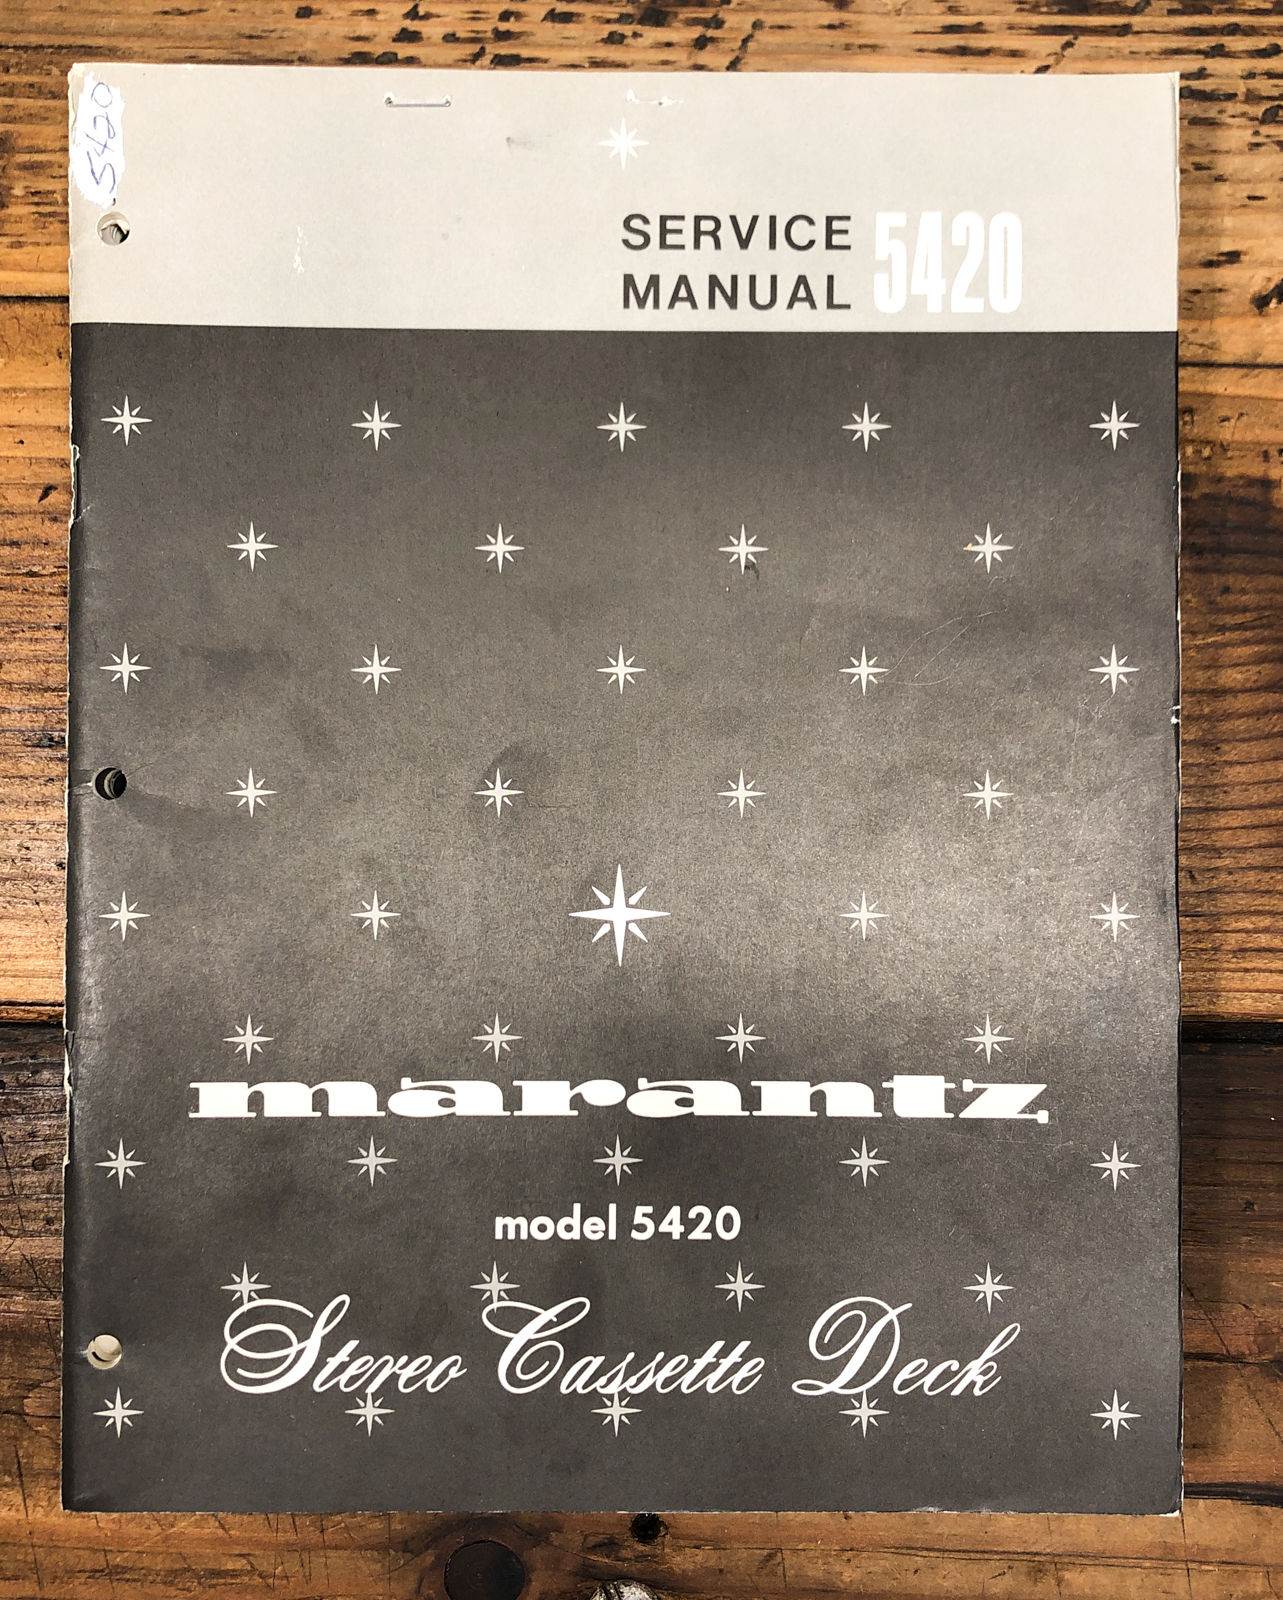 5420
SERVICE
MANUAL 5420
marantz
model 5420
Stereo Cassette Deck